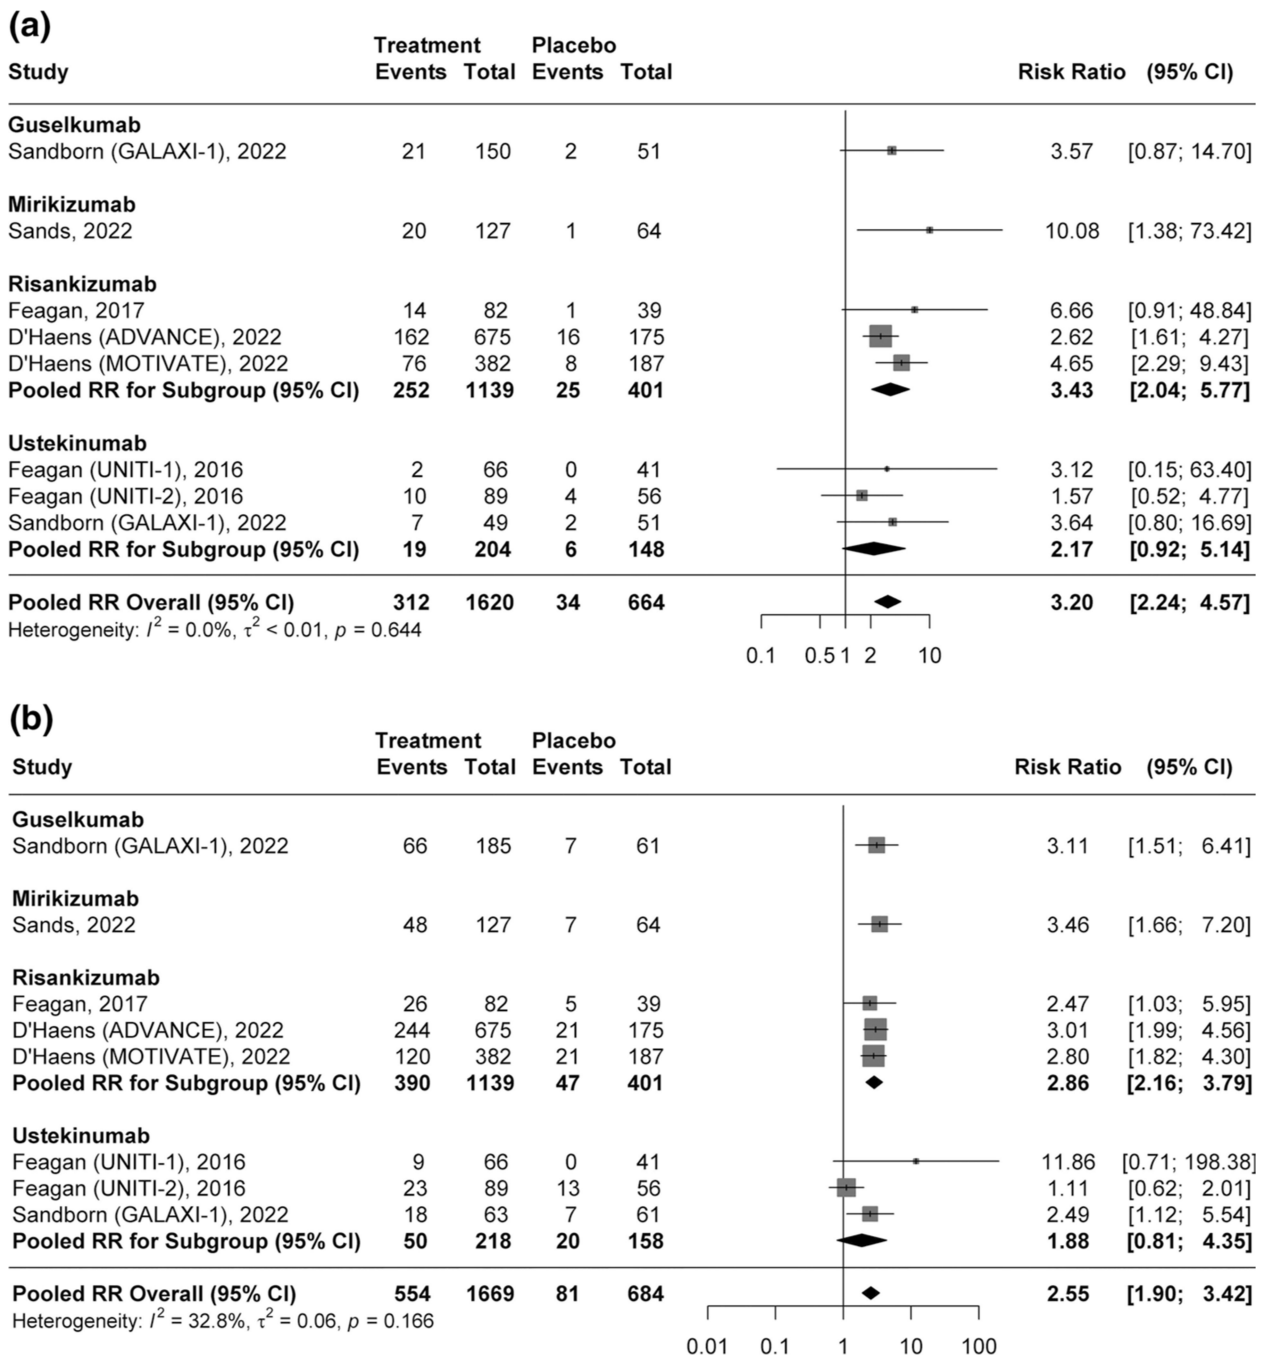 (a)
Treatment Placebo
Study Events Total Events Total Risk Ratio (95% CI)
Guselkumab
Sandborn (GALAXI-1), 2022 21 150 2 51 3.57 [0.87; 14.70]
Mirikizumab
Sands, 2022 20 127 1 64 10.08 [1.38; 73.42]
Risankizumab
Feagan, 2017 14 82 1 39 6.66 [0.91; 48.84]
D'Haens (ADVANCE), 2022 162 675 16 175 2.62 [1.61; 4.27]
D'Haens (MOTIVATE), 2022 76 382 8 187 4.65 [2.29; 9.43]
Pooled RR for Subgroup (95% CI) 252 1139 25 401 3.43 [2.04; 5.77]
Ustekinumab
Feagan (UNITI-1), 2016 2 66 0 41 3.12 [0.15; 63.40]
Feagan (UNITI-2), 2016 10 89 4 56 1.57 [0.52; 4.77]
Sandborn (GALAXI-1), 2022 7 49 2 51 3.64 [0.80; 16.69]
Pooled RR for Subgroup (95% CI) 19 204 6 148 2.17 [0.92; 5.14]
Pooled RR Overall (95% CI) 312 1620 34 664 3.20 [2.24; 4.57]
Heterogeneity: I² = 0.0%, τ² < 0.01, p = 0.644
0.1 0.5 1 2 10
(b)
Treatment Placebo
Study Events Total Events Total Risk Ratio (95% CI)
Guselkumab
Sandborn (GALAXI-1), 2022 66 185 7 61 3.11 [1.51; 6.41]
Mirikizumab
Sands, 2022 48 127 7 64 3.46 [1.66; 7.20]
Risankizumab
Feagan, 2017 26 82 5 39 2.47 [1.03; 5.95]
D'Haens (ADVANCE), 2022 244 675 21 175 3.01 [1.99; 4.56]
D'Haens (MOTIVATE), 2022 120 382 21 187 2.80 [1.82; 4.30]
Pooled RR for Subgroup (95% CI) 390 1139 47 401 2.86 [2.16; 3.79]
Ustekinumab
Feagan (UNITI-1), 2016 9 66 0 41 11.86 [0.71; 198.38]
Feagan (UNITI-2), 2016 23 89 13 56 1.11 [0.62; 2.01]
Sandborn (GALAXI-1), 2022 18 63 7 61 2.49 [1.12; 5.54]
Pooled RR for Subgroup (95% CI) 50 218 20 158 1.88 [0.81; 4.35]
Pooled RR Overall (95% CI) 554 1669 81 684 2.55 [1.90; 3.42]
Heterogeneity: I² = 32.8%, τ² = 0.06, p = 0.166
0.01 0.1 1 10 100